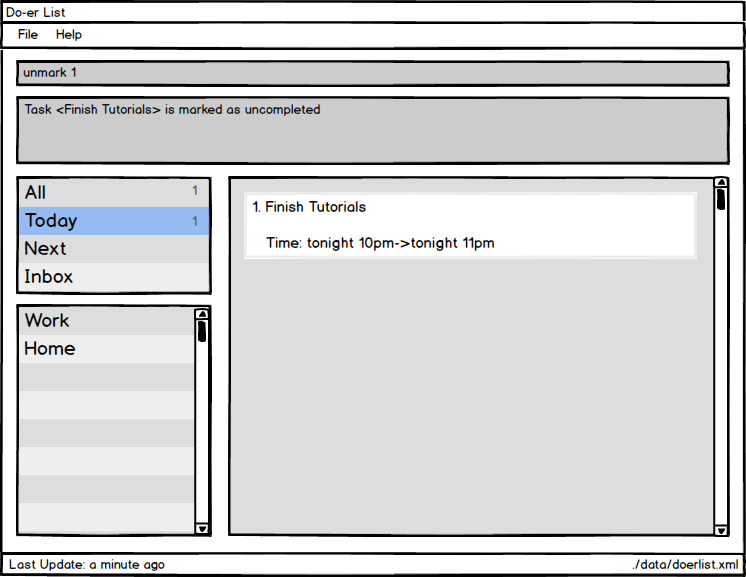 Do-er List
File Help
unmark 1
Task <Finish Tutorials> is marked as uncompleted
All 1
Today 1
Next
Inbox
Work
Home
1. Finish Tutorials
Time: tonight 10pm->tonight 11pm
Last Update: a minute ago
./data/doerlist.xml